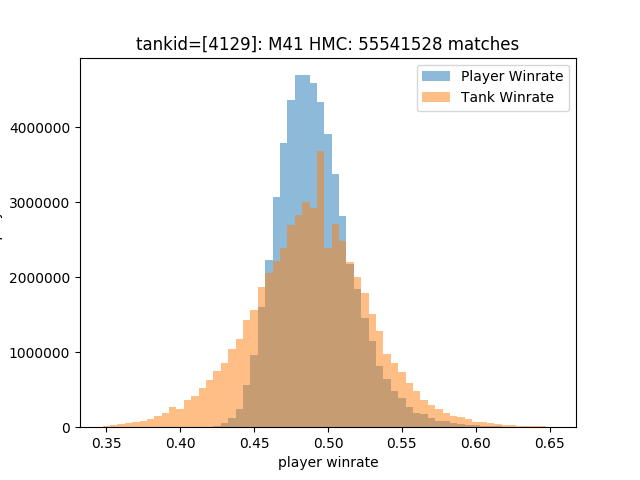 tankid=[4129]: M41 HMC: 55541528 matches
Player Winrate
Tank Winrate
4000000
3000000
2000000
1000000
0
0.35 0.40 0.45 0.50 0.55 0.60 0.65
player winrate